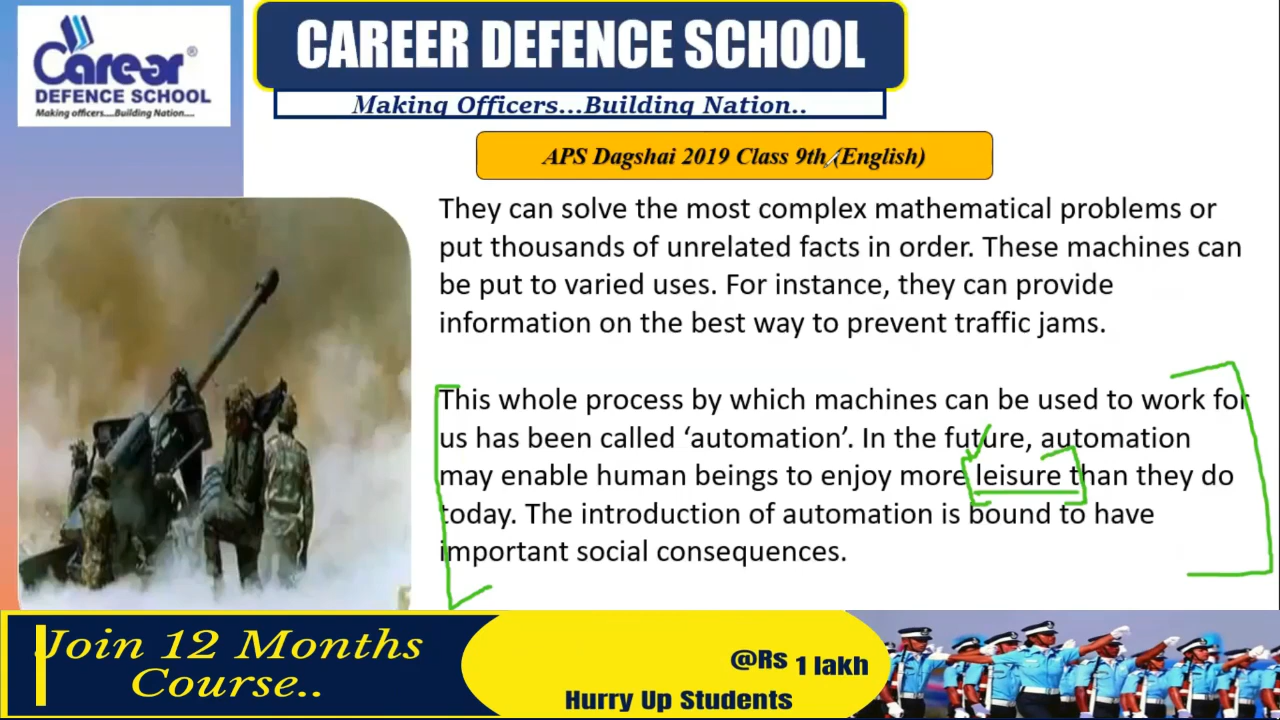 Career®
DEFENCE SCHOOL
Making officers....Building Nation....
CAREER DEFENCE SCHOOL
Making Officers...Building Nation..
APS Dagshai 2019 Class 9th (English)
They can solve the most complex mathematical problems or
put thousands of unrelated facts in order. These machines can
be put to varied uses. For instance, they can provide
information on the best way to prevent traffic jams.
This whole process by which machines can be used to work for
us has been called ‘automation’. In the future, automation
may enable human beings to enjoy more leisure than they do
today. The introduction of automation is bound to have
important social consequences.
Join 12 Months
Course..
@Rs 1 lakh
Hurry Up Students